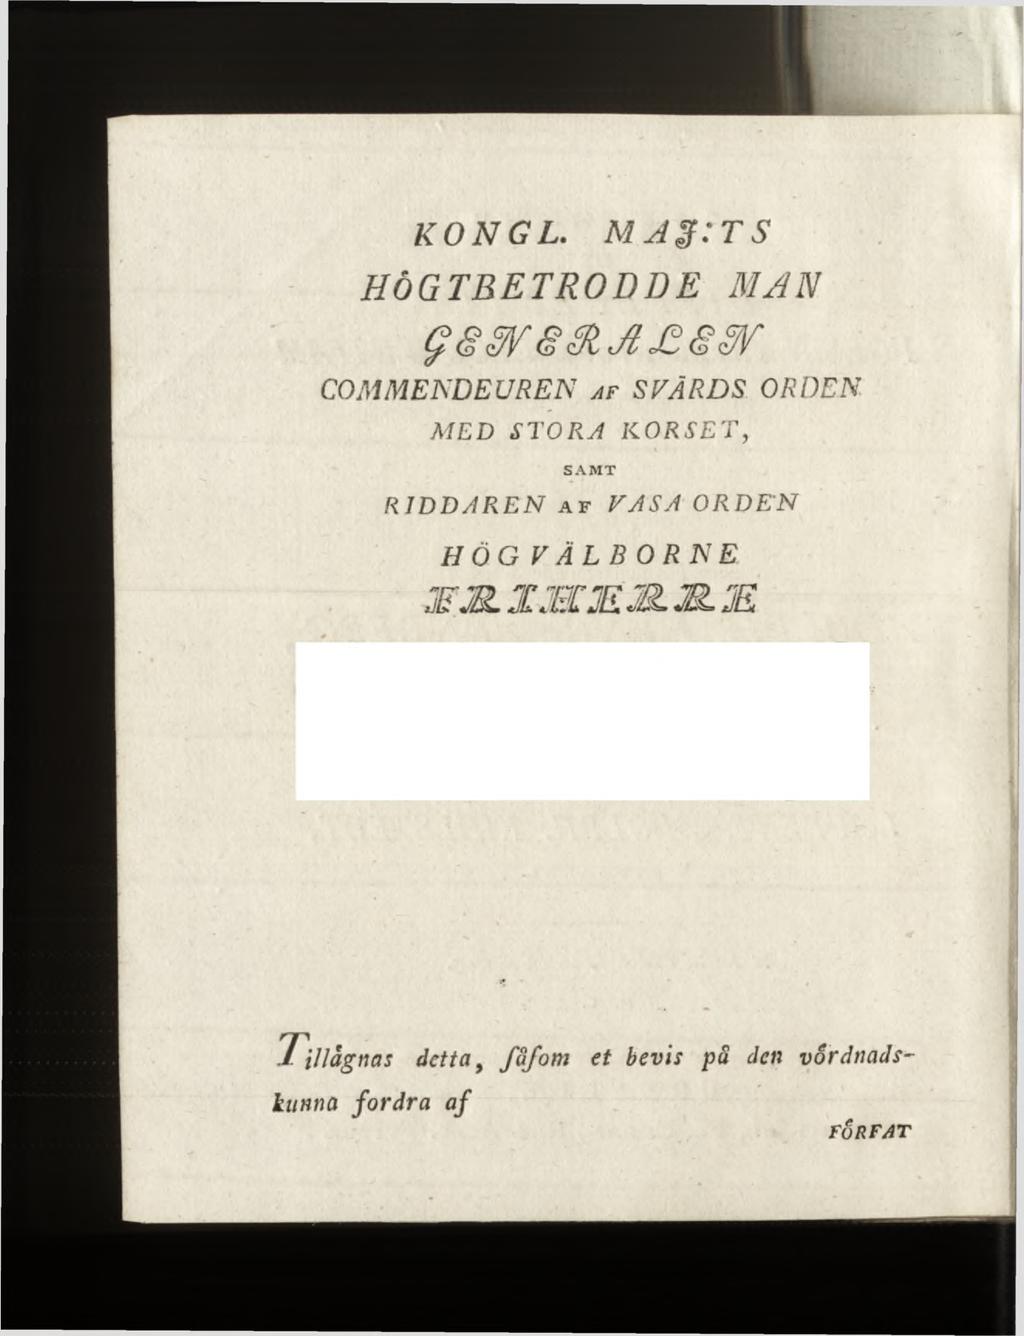 KONGL. MAJ:TS
HÖGTBETRODDE MAN
GENERALEN
COMMENDEUREN AF SVÄRDS ORDEN
MED STORA KORSET,
SAMT
RIDDAREN AF VASA ORDEN
HÖGVÄLBORNE
FRIHERRE
Tillågnas detta, ſåſom et bevis på den vördnads-
kunna fordra af
FÖRFAT